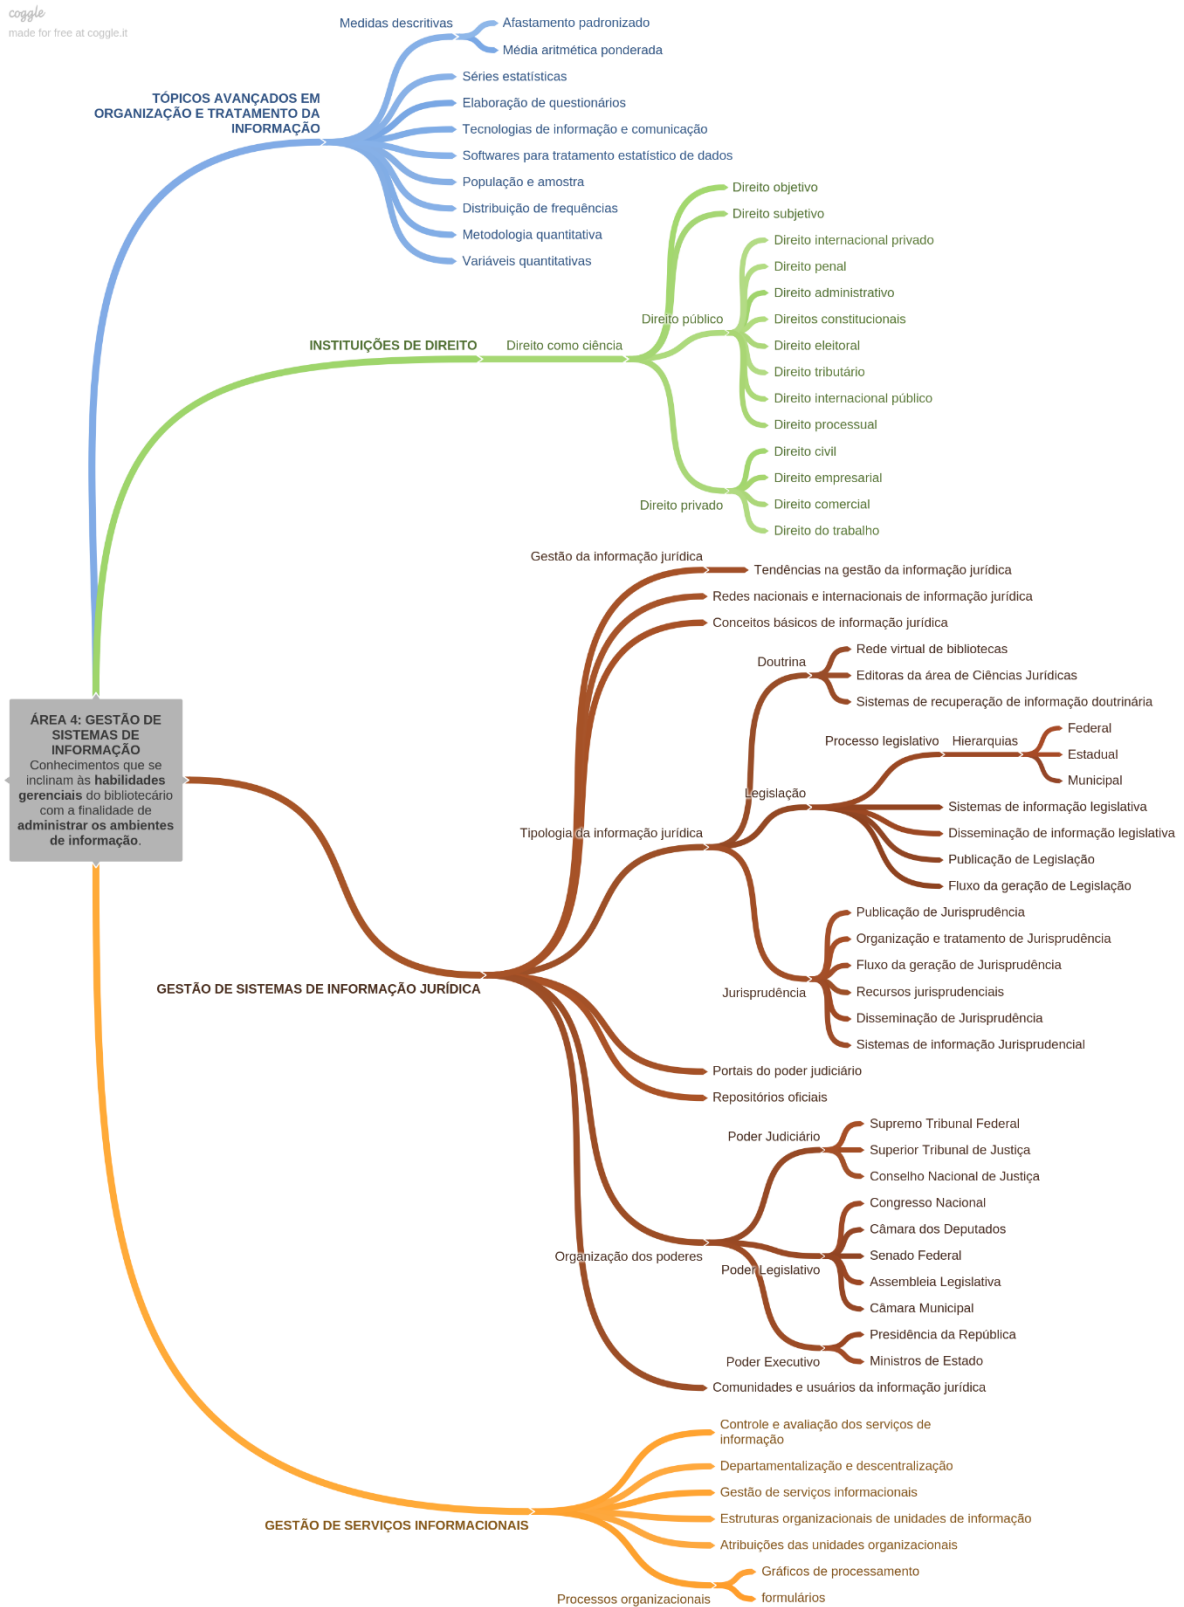 coggle
made for free at coggle.it
Medidas descritivas
Afastamento padronizado
Média aritmética ponderada
TÓPICOS AVANÇADOS EM
ORGANIZAÇÃO E TRATAMENTO DA
INFORMAÇÃO
Séries estatísticas
Elaboração de questionários
Tecnologias de informação e comunicação
Softwares para tratamento estatístico de dados
População e amostra
Distribuição de frequências
Metodologia quantitativa
Variáveis quantitativas
INSTITUIÇÕES DE DIREITO
Direito como ciência
Direito objetivo
Direito subjetivo
Direito público
Direito internacional privado
Direito penal
Direito administrativo
Direitos constitucionais
Direito eleitoral
Direito tributário
Direito internacional público
Direito processual
Direito privado
Direito civil
Direito empresarial
Direito comercial
Direito do trabalho
ÁREA 4: GESTÃO DE
SISTEMAS DE
INFORMAÇÃO
Conhecimentos que se
inclinam às habilidades
gerenciais do bibliotecário
com a finalidade de
administrar os ambientes
de informação.
GESTÃO DE SISTEMAS DE INFORMAÇÃO JURÍDICA
Gestão da informação jurídica
Tendências na gestão da informação jurídica
Redes nacionais e internacionais de informação jurídica
Conceitos básicos de informação jurídica
Tipologia da informação jurídica
Doutrina
Rede virtual de bibliotecas
Editoras da área de Ciências Jurídicas
Sistemas de recuperação de informação doutrinária
Legislação
Processo legislativo
Hierarquias
Federal
Estadual
Municipal
Sistemas de informação legislativa
Disseminação de informação legislativa
Publicação de Legislação
Fluxo da geração de Legislação
Jurisprudência
Publicação de Jurisprudência
Organização e tratamento de Jurisprudência
Fluxo da geração de Jurisprudência
Recursos jurisprudenciais
Disseminação de Jurisprudência
Sistemas de informação Jurisprudencial
Portais do poder judiciário
Repositórios oficiais
Organização dos poderes
Poder Judiciário
Supremo Tribunal Federal
Superior Tribunal de Justiça
Conselho Nacional de Justiça
Poder Legislativo
Congresso Nacional
Câmara dos Deputados
Senado Federal
Assembleia Legislativa
Câmara Municipal
Poder Executivo
Presidência da República
Ministros de Estado
Comunidades e usuários da informação jurídica
GESTÃO DE SERVIÇOS INFORMACIONAIS
Controle e avaliação dos serviços de
informação
Departamentalização e descentralização
Gestão de serviços informacionais
Estruturas organizacionais de unidades de informação
Atribuições das unidades organizacionais
Processos organizacionais
Gráficos de processamento
formulários